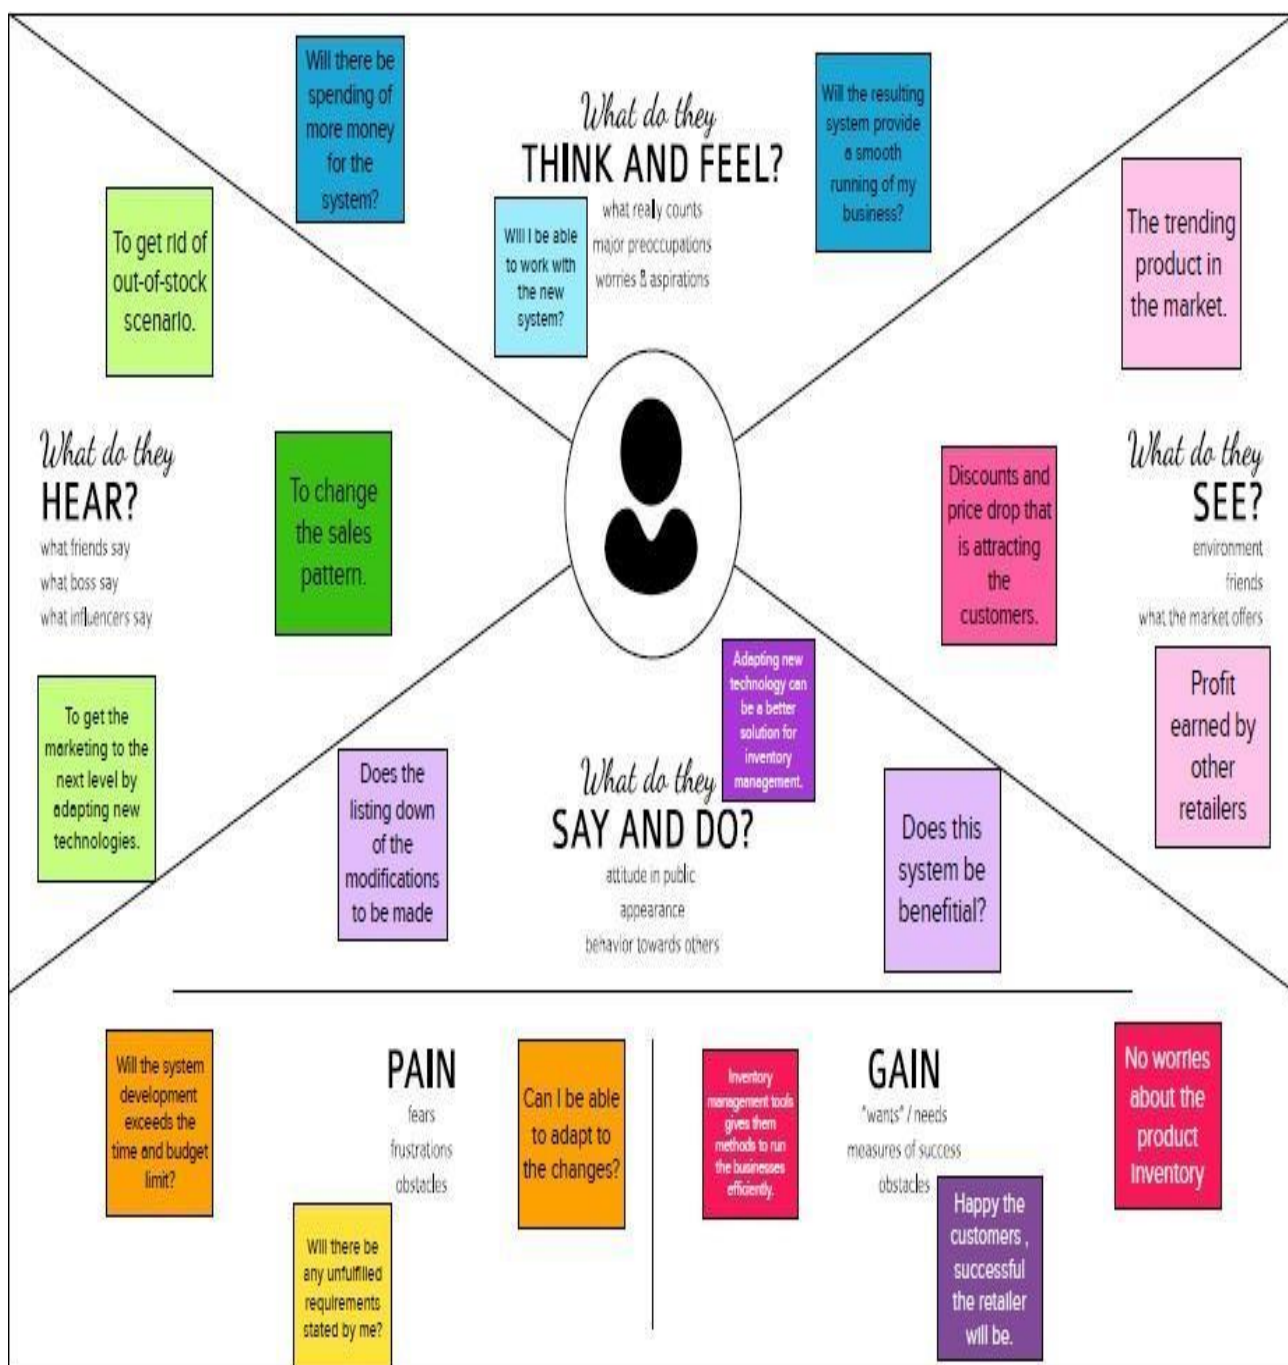 Will there be
spending of
more money
for the
system?
What do they
THINK AND FEEL?
what really counts
major preoccupations
worries & aspirations
Will I be able
to work with
the new
system?
Will the resulting
system provide
a smooth
running of my
business?
To get rid of
out-of-stock
scenario.
What do they
HEAR?
what friends say
what boss say
what influencers say
To change
the sales
pattern.
To get the
marketing to the
next level by
adapting new
technologies.
The trending
product in
the market.
Discounts and
price drop that
is attracting
the
customers.
What do they
SEE?
environment
friends
what the market offers
Profit
earned by
other
retailers
Does the
listing down
of the
modifications
to be made
What do they
SAY AND DO?
attitude in public
appearance
behavior towards others
Adapting new
technology can
be a better
solution for
inventory
management.
Does this
system be
benefitial?
Will the system
development
exceeds the
time and budget
limit?
PAIN
fears
frustrations
obstacles
Will there be
any unfulfilled
requirements
stated by me?
Can I be able
to adapt to
the changes?
Inventory
management tools
gives them
methods to run
the businesses
efficiently.
GAIN
"wants" / needs
measures of success
obstacles
Happy the
customers ,
successful
the retailer
will be.
No worries
about the
product
inventory